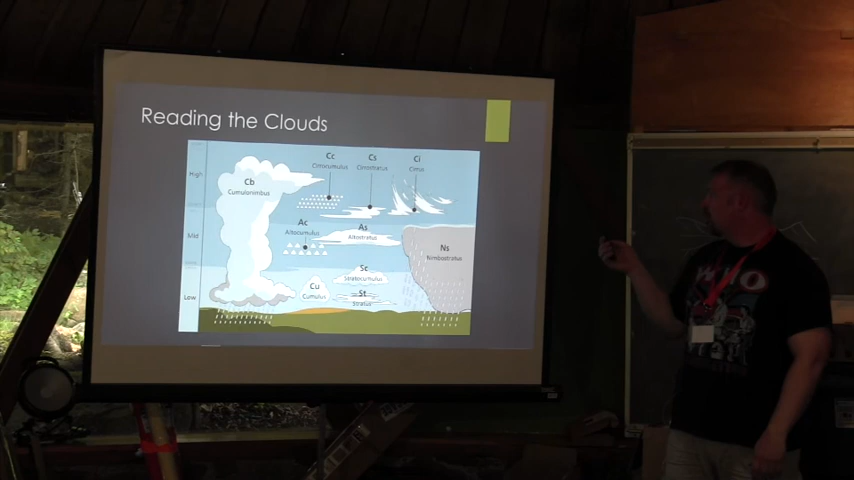 Reading the Clouds
High
Mid
Low
Cb
Cumulonimbus
Cc
Cirrocumulus
Cs
Cirrostratus
Ci
Cirrus
Ac
Altocumulus
As
Altostratus
Ns
Nimbostratus
Sc
Stratocumulus
Cu
Cumulus
St
Stratus
WHO